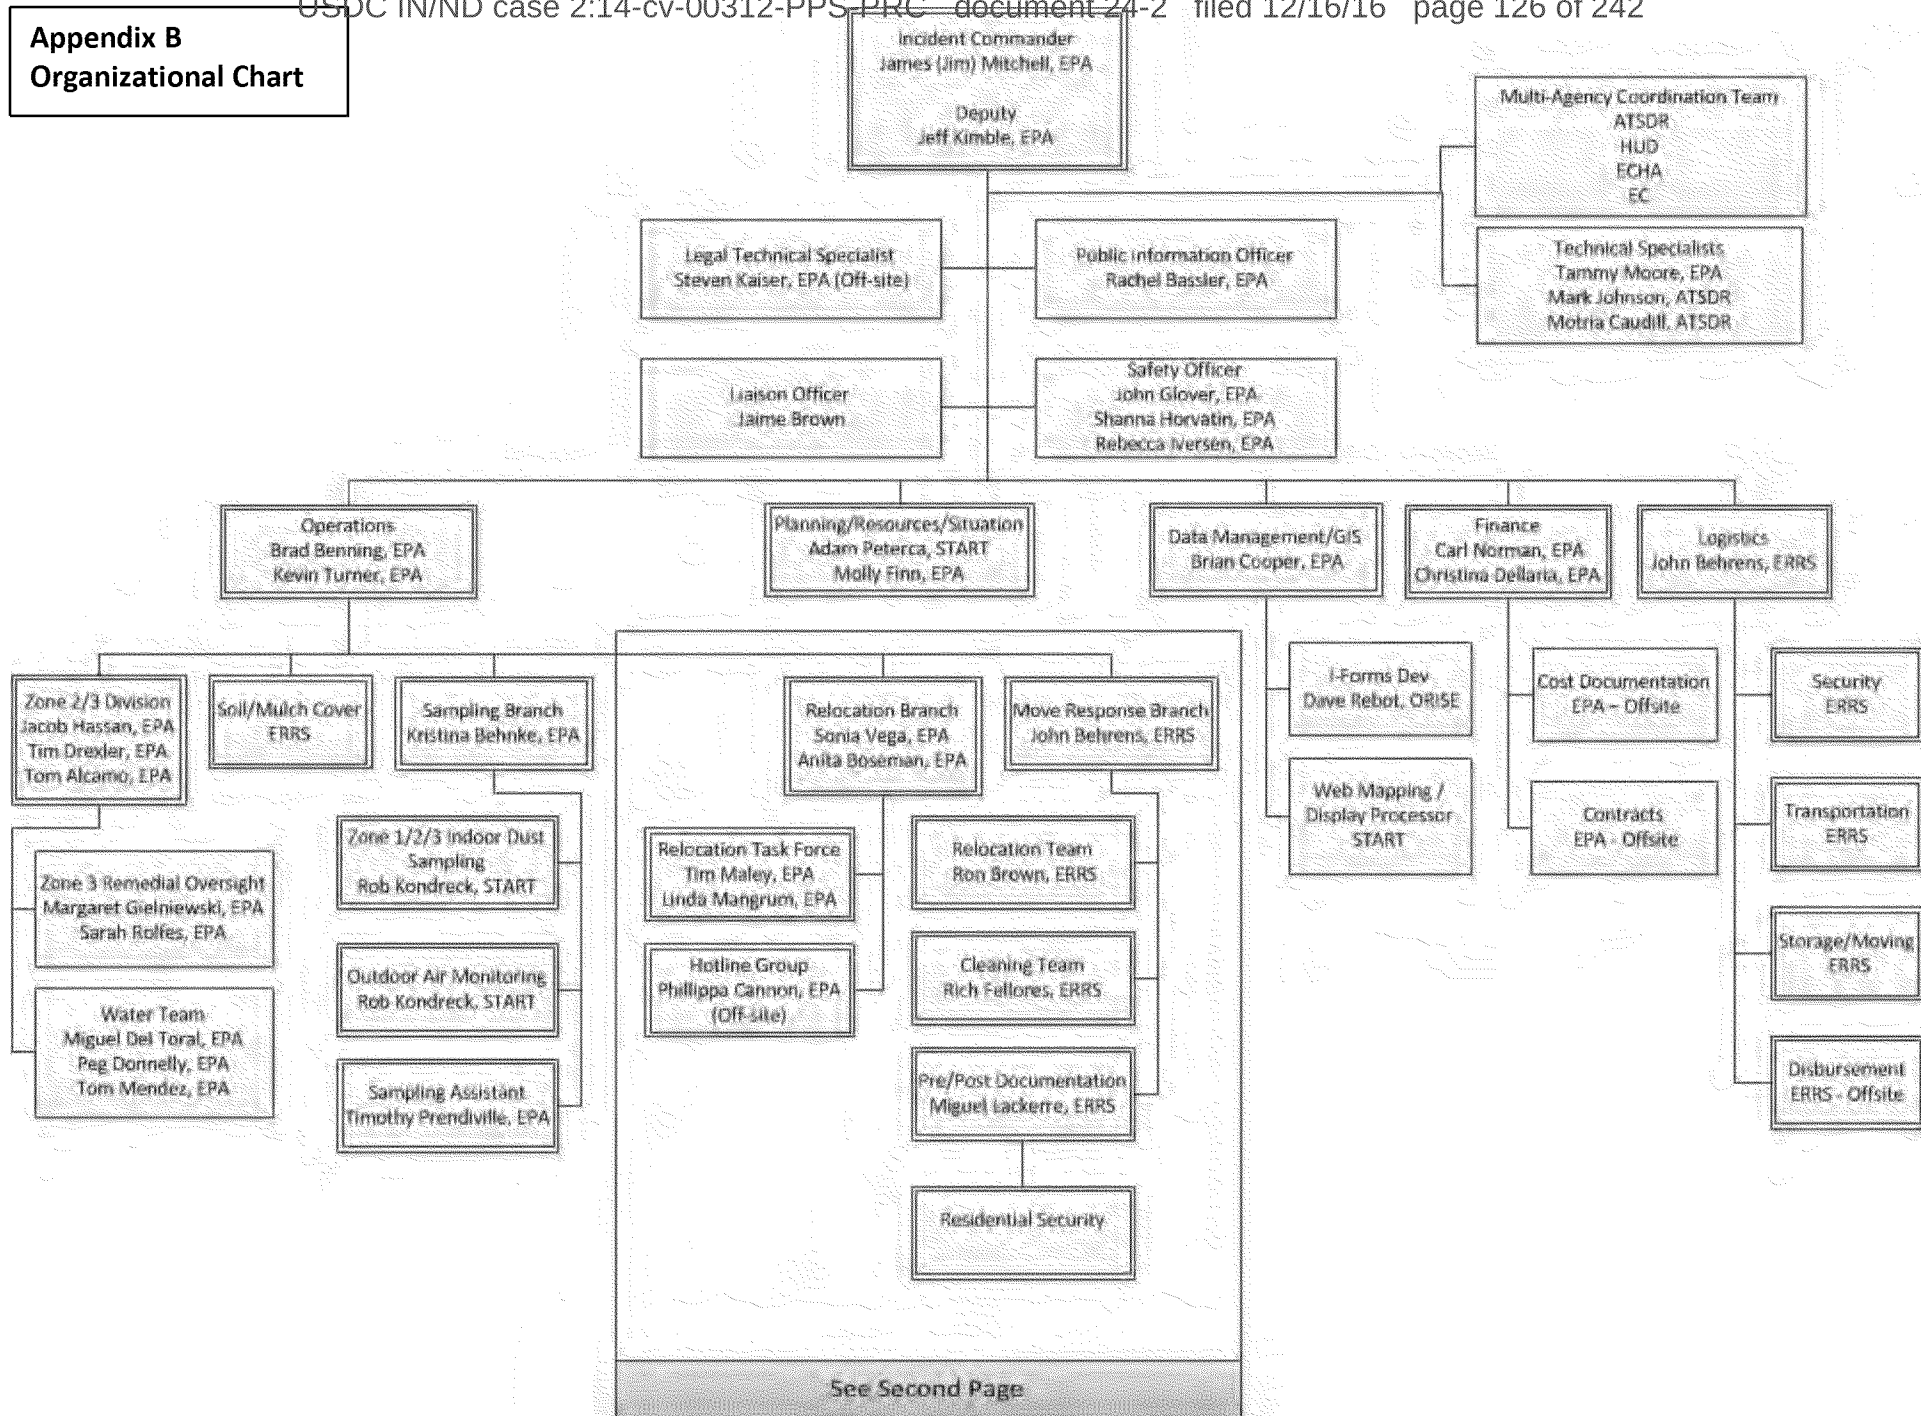 USDC IN/ND case 2:14-cv-00312-PPS-PRC document 24-2 filed 12/16/16 page 126 of 242
Appendix B
Organizational Chart
Incident Commander
James (Jim) Mitchell, EPA
Deputy
Jeff Kimble, EPA
Multi-Agency Coordination Team
ATSDR
HUD
ECHA
EC
Legal Technical Specialist
Steven Kaiser, EPA (Off-site)
Public Information Officer
Rachel Bassler, EPA
Technical Specialists
Tammy Moore, EPA
Mark Johnson, ATSDR
Motria Caudill, ATSDR
Liaison Officer
Jaime Brown
Safety Officer
John Glover, EPA
Shanna Horvatin, EPA
Rebecca Iversen, EPA
Operations
Brad Benning, EPA
Kevin Turner, EPA
Planning/Resources/Situation
Adam Peterca, START
Molly Finn, EPA
Data Management/GIS
Brian Cooper, EPA
Finance
Carl Norman, EPA
Christina Dellaria, EPA
Logistics
John Behrens, ERRS
Zone 2/3 Division
Jacob Hassan, EPA
Tim Drexler, EPA
Tom Alcamo, EPA
Soil/Mulch Cover
ERRS
Sampling Branch
Kristina Behnke, EPA
Relocation Branch
Sonia Vega, EPA
Anita Boseman, EPA
Move Response Branch
John Behrens, ERRS
I-Forms Dev
Dave Rebot, ORISE
Cost Documentation
EPA – Offsite
Security
ERRS
Zone 3 Remedial Oversight
Margaret Gielniewski, EPA
Sarah Rolfes, EPA
Zone 1/2/3 Indoor Dust
Sampling
Rob Kondreck, START
Relocation Task Force
Tim Maley, EPA
Linda Mangrum, EPA
Relocation Team
Ron Brown, ERRS
Web Mapping /
Display Processor
START
Contracts
EPA - Offsite
Transportation
ERRS
Water Team
Miguel Del Toral, EPA
Peg Donnelly, EPA
Tom Mendez, EPA
Outdoor Air Monitoring
Rob Kondreck, START
Hotline Group
Phillippa Cannon, EPA
(Off-site)
Cleaning Team
Rich Fellores, ERRS
Storage/Moving
ERRS
Sampling Assistant
Timothy Prendiville, EPA
Pre/Post Documentation
Miguel Lackerre, ERRS
Disbursement
ERRS - Offsite
Residential Security
See Second Page